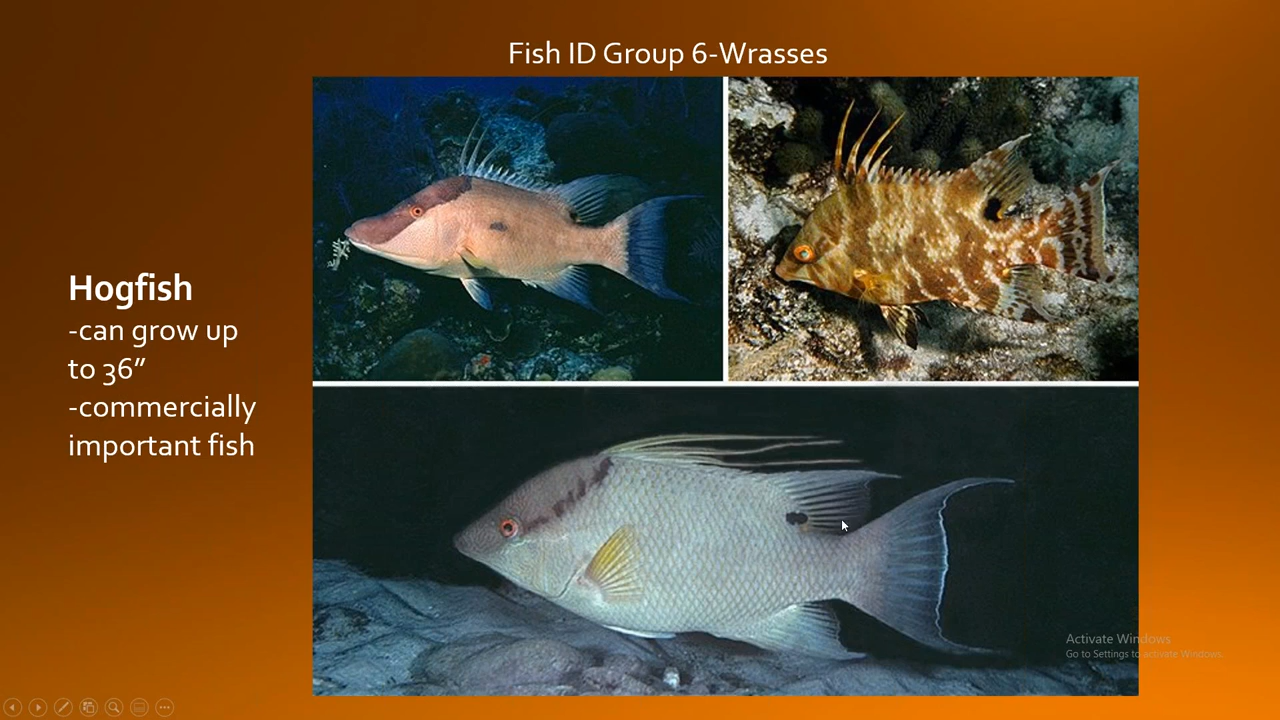 Fish ID Group 6-Wrasses
Hogfish
-can grow up
to 36”
-commercially
important fish
Activate Windows
Go to Settings to activate Windows.